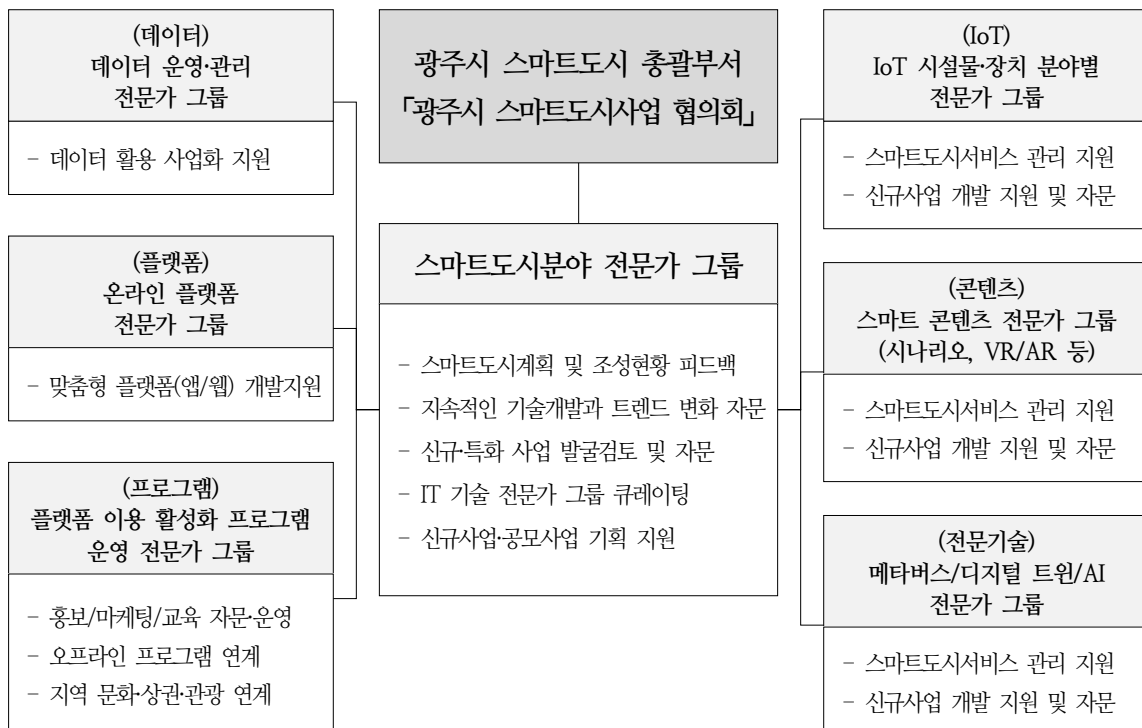 (데이터)
데이터 운영·관리
전문가 그룹
- 데이터 활용 사업화 지원
(플랫폼)
온라인 플랫폼
전문가 그룹
- 맞춤형 플랫폼(앱/웹) 개발지원
(프로그램)
플랫폼 이용 활성화 프로그램
운영 전문가 그룹
- 홍보/마케팅/교육 자문·운영
- 오프라인 프로그램 연계
- 지역 문화·상권·관광 연계
광주시 스마트도시 총괄부서
「광주시 스마트도시사업 협의회」
스마트도시분야 전문가 그룹
- 스마트도시계획 및 조성현황 피드백
- 지속적인 기술개발과 트렌드 변화 자문
- 신규·특화 사업 발굴검토 및 자문
- IT 기술 전문가 그룹 큐레이팅
- 신규사업·공모사업 기획 지원
(IoT)
IoT 시설물·장치 분야별
전문가 그룹
- 스마트도시서비스 관리 지원
- 신규사업 개발 지원 및 자문
(콘텐츠)
스마트 콘텐츠 전문가 그룹
(시나리오, VR/AR 등)
- 스마트도시서비스 관리 지원
- 신규사업 개발 지원 및 자문
(전문기술)
메타버스/디지털 트윈/AI
전문가 그룹
- 스마트도시서비스 관리 지원
- 신규사업 개발 지원 및 자문